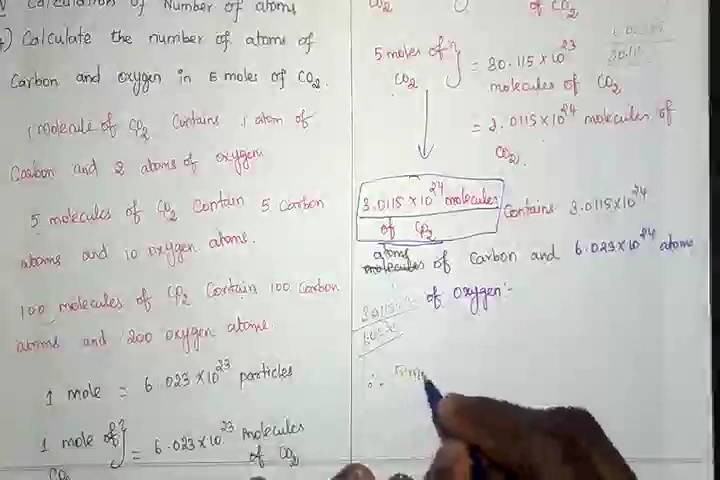 Calculation of Number of atoms
Calculate the number of atoms of
Carbon and oxygen in 5 moles of CO2.
1 molecule of CO2 Contains 1 atom of
Carbon and 2 atoms of oxygen.
5 molecules of CO2 Contain 5 Carbon
atoms and 10 oxygen atoms.
100 molecules of CO2 Contain 100 Carbon
atoms and 200 oxygen atoms
1 mole = 6.023 × 10^23 particles
1 mole of } = 6.023 × 10^23 molecules
CO2 of CO2
CO2 of CO2
5 moles of } = 30.115 × 10^23
CO2 molecules of CO2
= 3.0115 × 10^24 molecules of
CO2.
3.0115 × 10^24 molecules
of CO2
Contains 3.0115 × 10^24
atoms
molecules of Carbon and 6.023 × 10^24 atoms
of oxygen:-
3.0115
∴